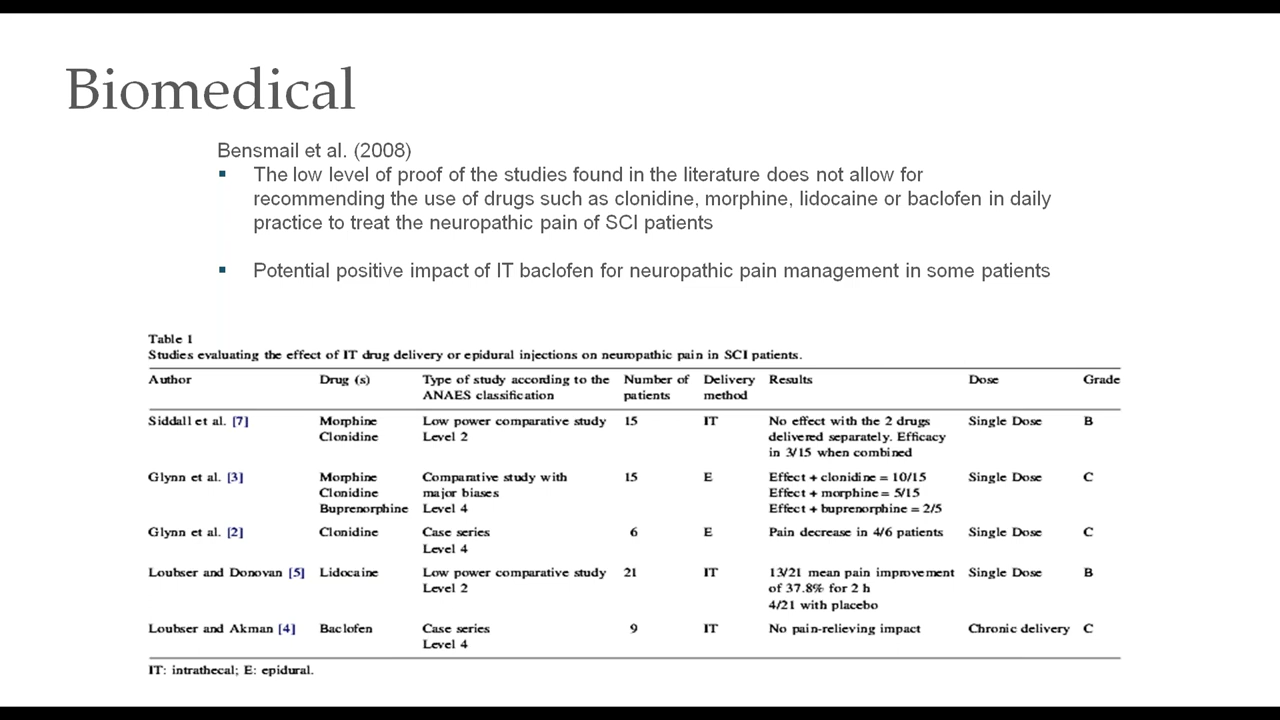 Biomedical
Bensmail et al. (2008)
▪ The low level of proof of the studies found in the literature does not allow for
recommending the use of drugs such as clonidine, morphine, lidocaine or baclofen in daily
practice to treat the neuropathic pain of SCI patients
▪ Potential positive impact of IT baclofen for neuropathic pain management in some patients
Table 1
Studies evaluating the effect of IT drug delivery or epidural injections on neuropathic pain in SCI patients.
Author Drug (s) Type of study according to the Number of Delivery Results Dose Grade
ANAES classification patients method
Siddall et al. [7] Morphine Low power comparative study 15 IT No effect with the 2 drugs Single Dose B
Clonidine Level 2 delivered separately. Efficacy
in 3/15 when combined
Glynn et al. [3] Morphine Comparative study with 15 E Effect + clonidine = 10/15 Single Dose C
Clonidine major biases Effect + morphine = 5/15
Buprenorphine Level 4 Effect + buprenorphine = 2/5
Glynn et al. [2] Clonidine Case series 6 E Pain decrease in 4/6 patients Single Dose C
Level 4
Loubser and Donovan [5] Lidocaine Low power comparative study 21 IT 13/21 mean pain improvement Single Dose B
Level 2 of 37.8% for 2 h
4/21 with placebo
Loubser and Akman [4] Baclofen Case series 9 IT No pain-relieving impact Chronic delivery C
Level 4
IT: intrathecal; E: epidural.